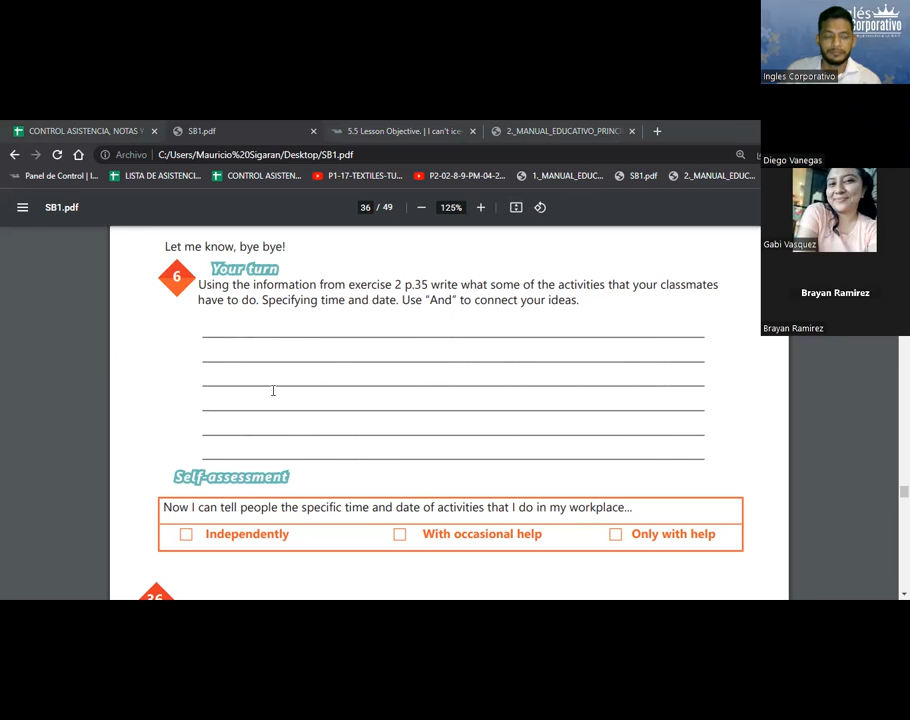 Inglés
Corporativo
Ingles Corporativo
CONTROL ASISTENCIA, NOTAS Y
SB1.pdf
5.5 Lesson Objective. | I can't ice-
2._MANUAL_EDUCATIVO_PRINCI
Diego Vanegas
Archivo
C:/Users/Mauricio%20Sigaran/Desktop/SB1.pdf
Panel de Control | I...
LISTA DE ASISTENCI...
CONTROL ASISTEN...
P1-17-TEXTILES-TU...
P2-02-8-9-PM-04-2...
1._MANUAL_EDUC...
SB1.pdf
2._MANUAL_EDUC...
SB1.pdf
36 / 49
125%
Gabi Vasquez
Brayan Ramirez
Brayan Ramirez
Let me know, bye bye!
6
Your turn
Using the information from exercise 2 p.35 write what some of the activities that your classmates
have to do. Specifying time and date. Use “And” to connect your ideas.
Self-assessment
Now I can tell people the specific time and date of activities that I do in my workplace...
Independently
With occasional help
Only with help
36